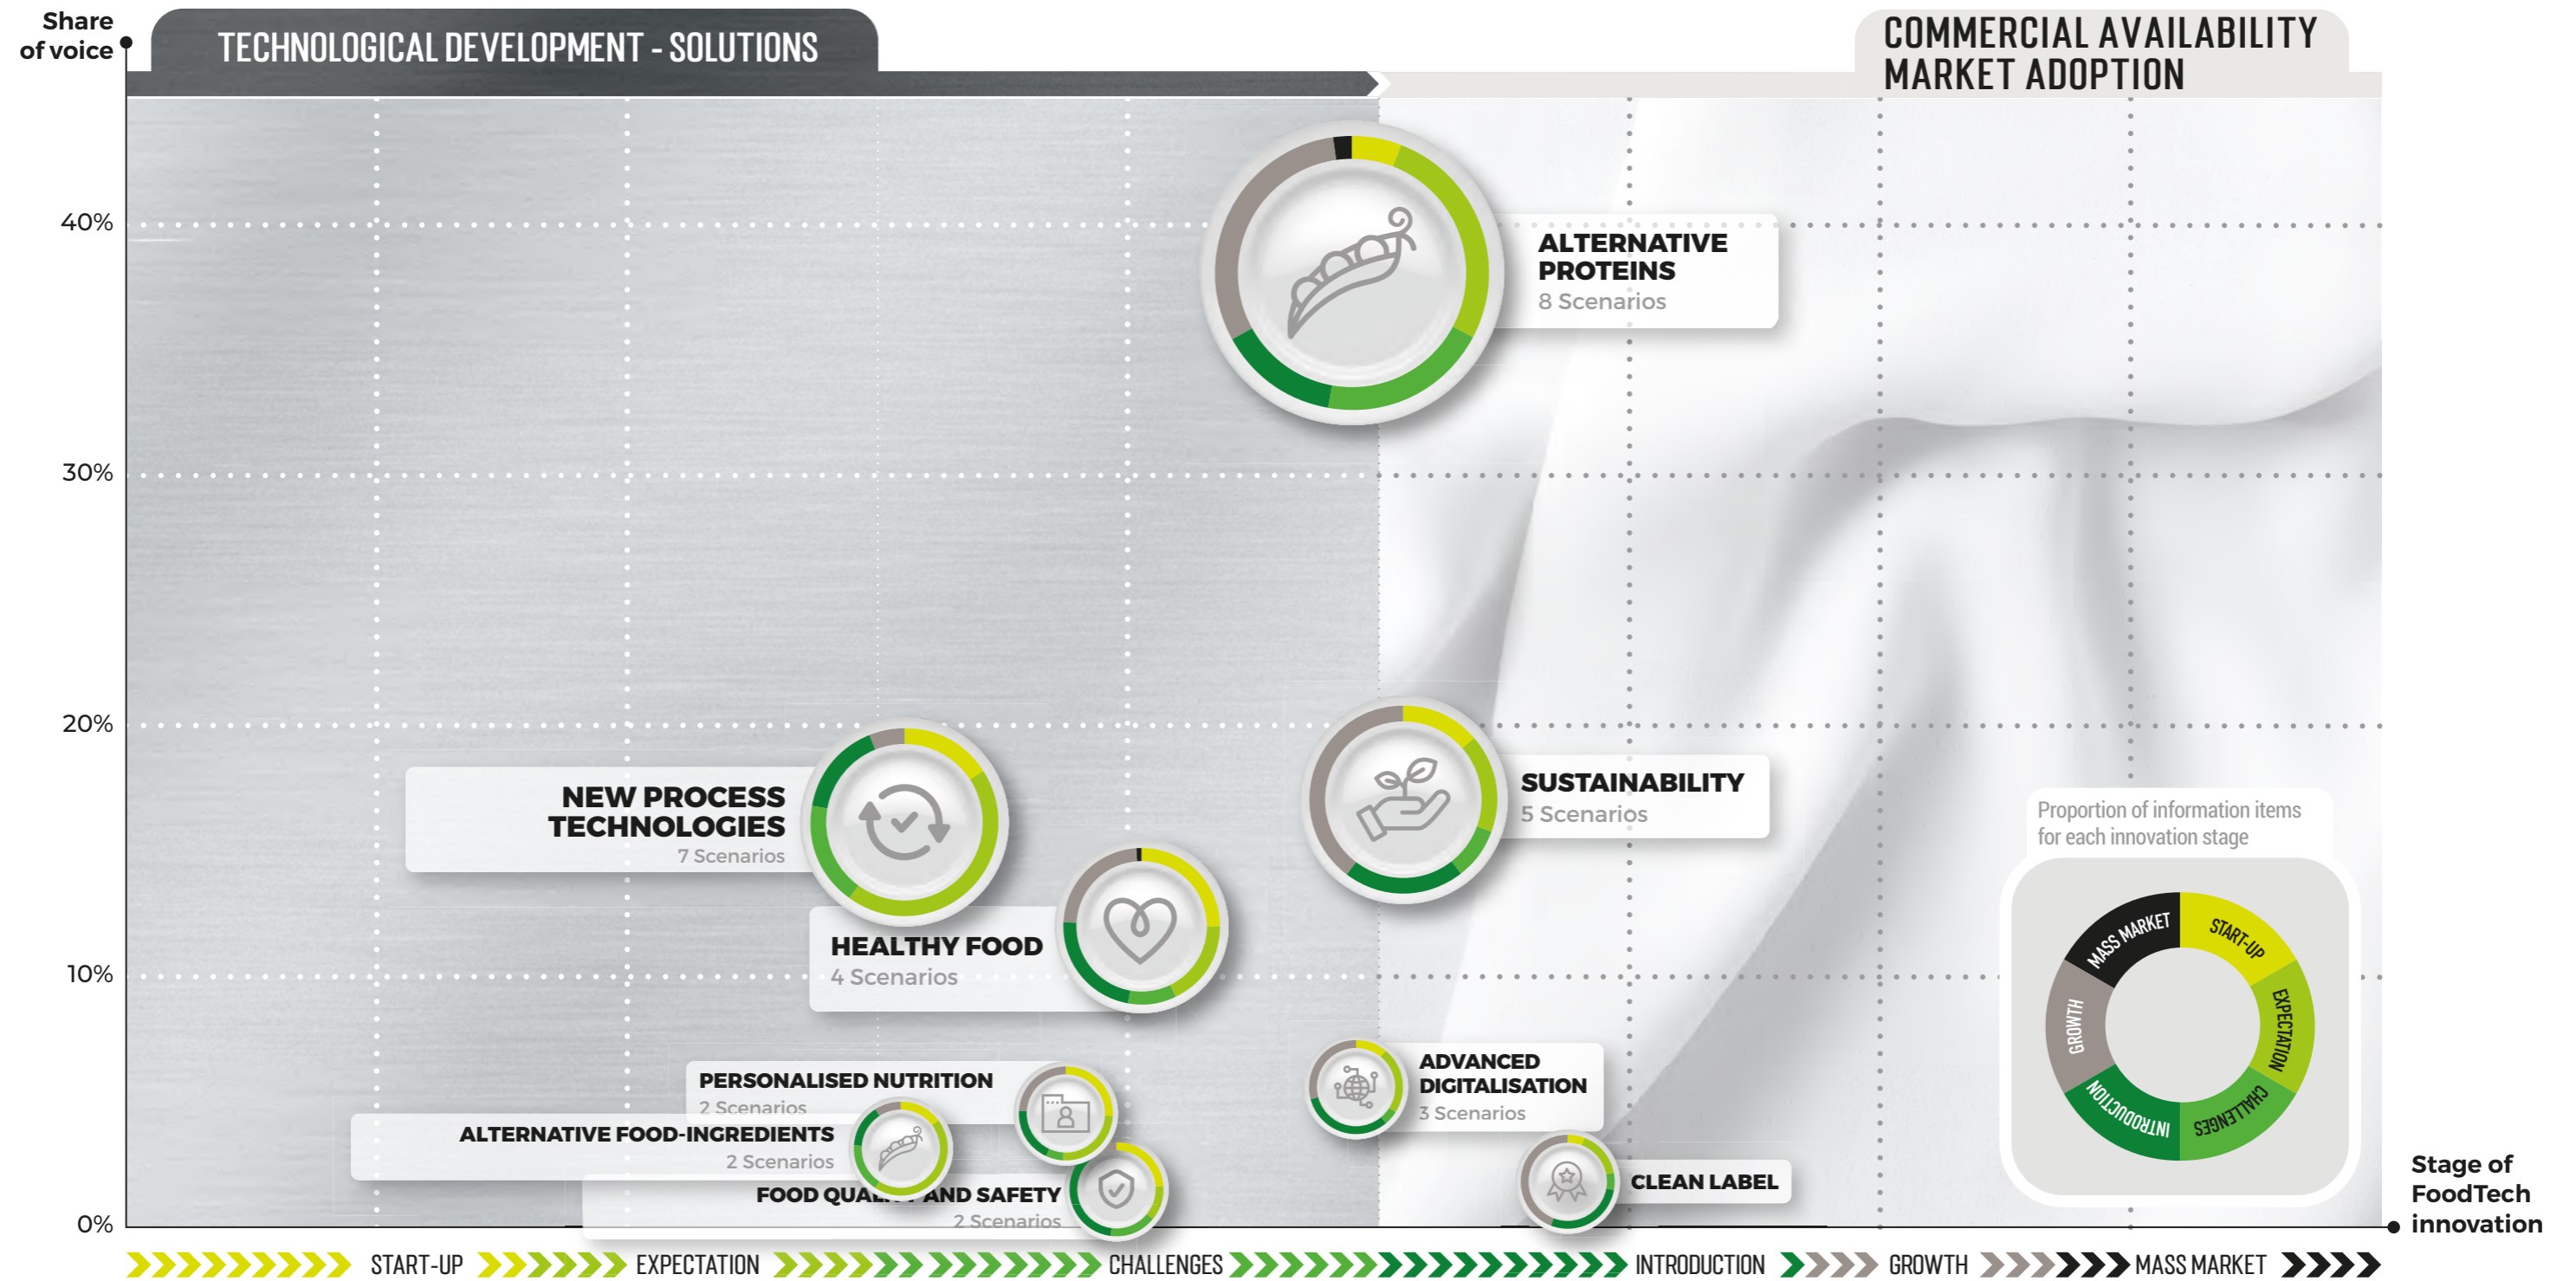 Share
of voice
TECHNOLOGICAL DEVELOPMENT - SOLUTIONS
COMMERCIAL AVAILABILITY
MARKET ADOPTION
40%
ALTERNATIVE
PROTEINS
8 Scenarios
30%
20%
NEW PROCESS
TECHNOLOGIES
7 Scenarios
SUSTAINABILITY
5 Scenarios
HEALTHY FOOD
4 Scenarios
10%
Proportion of information items
for each innovation stage
MASS MARKET
START-UP
EXPECTATION
CHALLENGES
INTRODUCTION
GROWTH
PERSONALISED NUTRITION
2 Scenarios
ADVANCED
DIGITALISATION
3 Scenarios
ALTERNATIVE FOOD-INGREDIENTS
2 Scenarios
FOOD AND SAFETY
2 Scenarios
CLEAN LABEL
0%
Stage of
FoodTech
innovation
START-UP EXPECTATION CHALLENGES INTRODUCTION GROWTH MASS MARKET